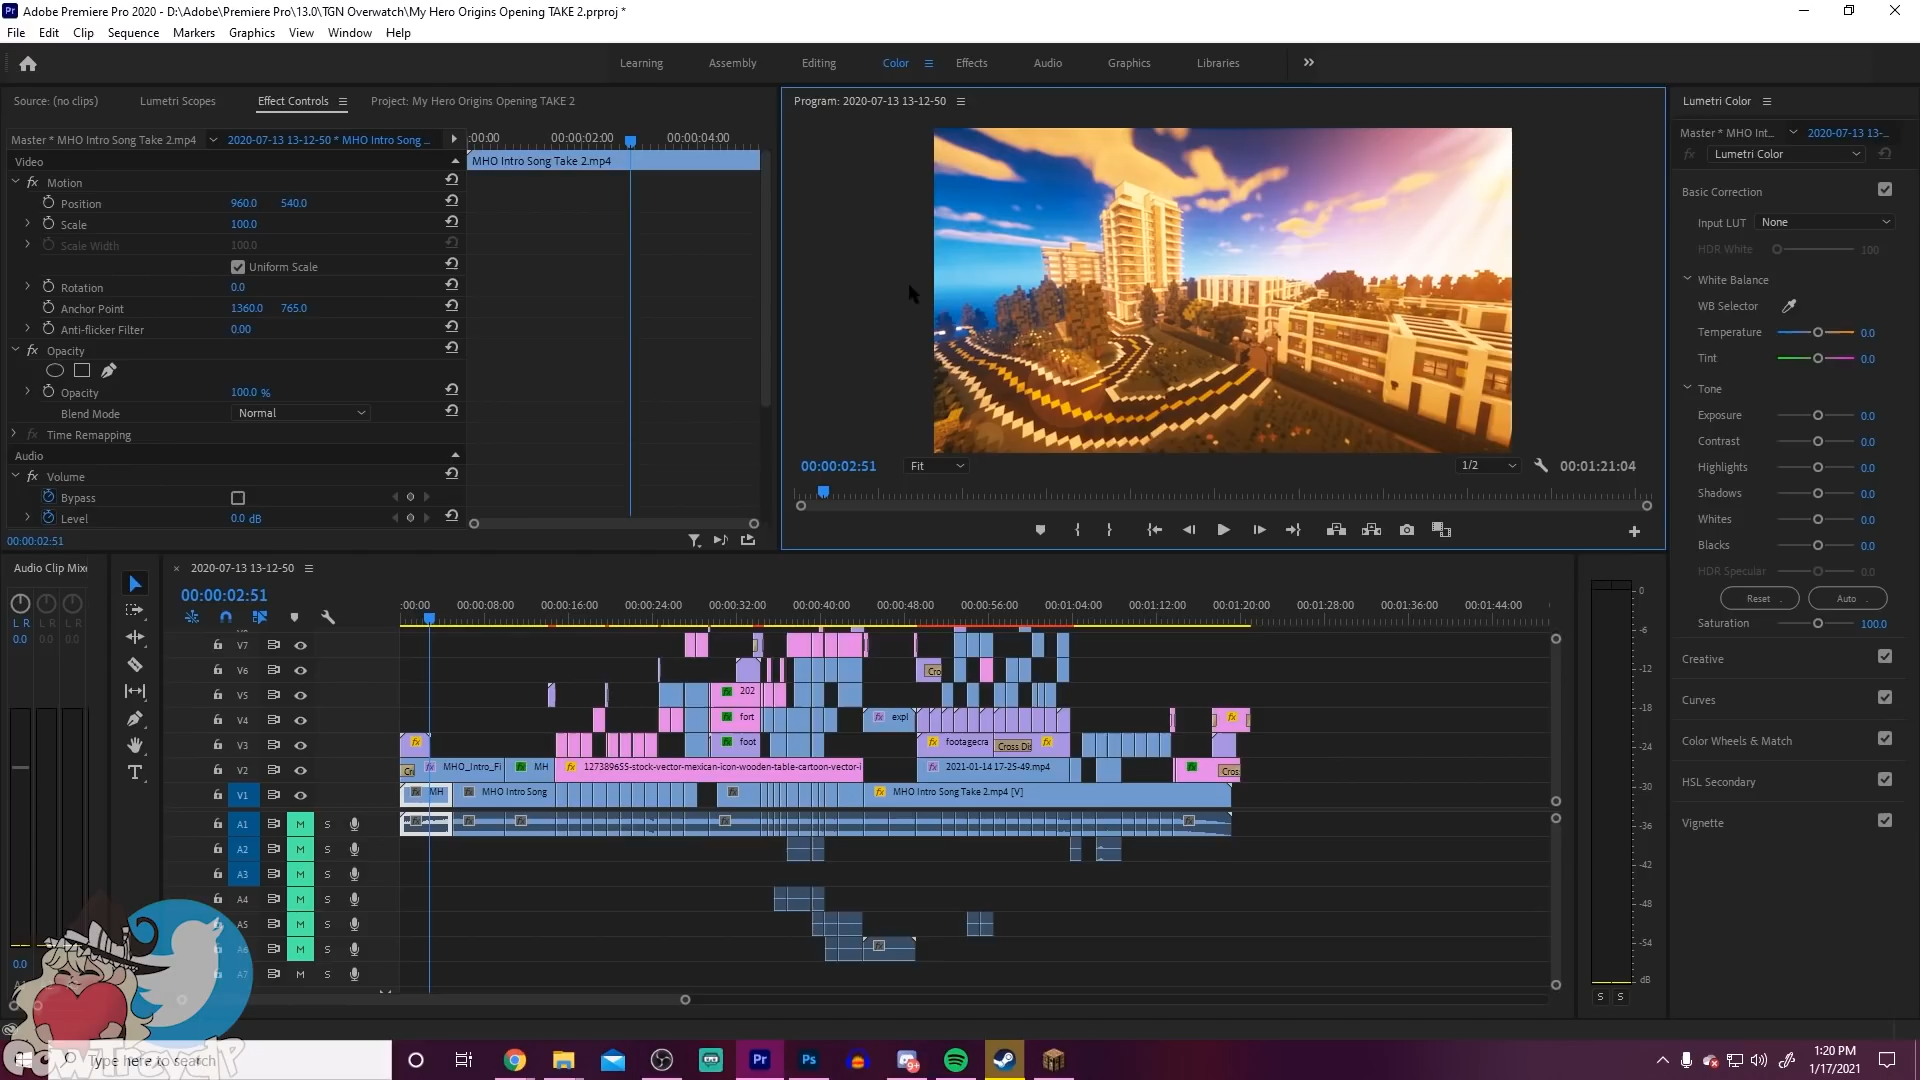 Adobe Premiere Pro 2020 - D:\Adobe\Premiere Pro\13.0\TGN Overwatch\My Hero Origins Opening TAKE 2.prproj *
File Edit Clip Sequence Markers Graphics View Window Help
Learning Assembly Editing Color Effects Audio Graphics Libraries
Source: (no clips) Lumetri Scopes Effect Controls Project: My Hero Origins Opening TAKE 2
Master * MHO Intro Song Take 2.mp4 2020-07-13 13-12-50 * MHO Intro Song ...
:00:00 00:00:02:00 00:00:04:00
Video
MHO Intro Song Take 2.mp4
fx Motion
Position 960.0 540.0
Scale 100.0
Scale Width 100.0
Uniform Scale
Rotation 0.0
Anchor Point 1360.0 765.0
Anti-flicker Filter 0.00
fx Opacity
Opacity 100.0 %
Blend Mode Normal
fx Time Remapping
Audio
fx Volume
Bypass
Level 0.0 dB
00:00:02:51
Program: 2020-07-13 13-12-50
00:00:02:51 Fit 1/2 00:01:21:04
Lumetri Color
Master * MHO Int... 2020-07-13 13-...
fx Lumetri Color
Basic Correction
Input LUT None
HDR White 100
White Balance
WB Selector
Temperature 0.0
Tint 0.0
Tone
Exposure 0.0
Contrast 0.0
Highlights 0.0
Shadows 0.0
Whites 0.0
Blacks 0.0
HDR Specular 0.0
Reset Auto
Saturation 100.0
Creative
Curves
Color Wheels & Match
HSL Secondary
Vignette
Audio Clip Mixe
L R L R L R
0.0 0.0 0.0
2020-07-13 13-12-50
00:00:02:51
:00:00 00:00:08:00 00:00:16:00 00:00:24:00 00:00:32:00 00:00:40:00 00:00:48:00 00:00:56:00 00:01:04:00 00:01:12:00 00:01:20:00 00:01:28:00 00:01:36:00 00:01:44:00
V7
V6 Cro
V5 202
V4 fort expl
V3 foot footagecra Cross Dis
V2 MHO_Intro_Fi MH 127389655-stock-vector-mexican-icon-wooden-table-cartoon-vector-i 2021-01-14 17-25-49.mp4 Cros
V1 MH MHO Intro Song MHO Intro Song Take 2.mp4 [V]
A1 M S
A2 M S
A3 M S
A4 M S
A5 M S
A6 M S
A7 M S
0
-6
-12
-18
-24
-30
-36
-42
-48
-54
dB
S S
0.0
CowTreyelP
Type here to search
Pr Ps
1:20 PM
1/17/2021